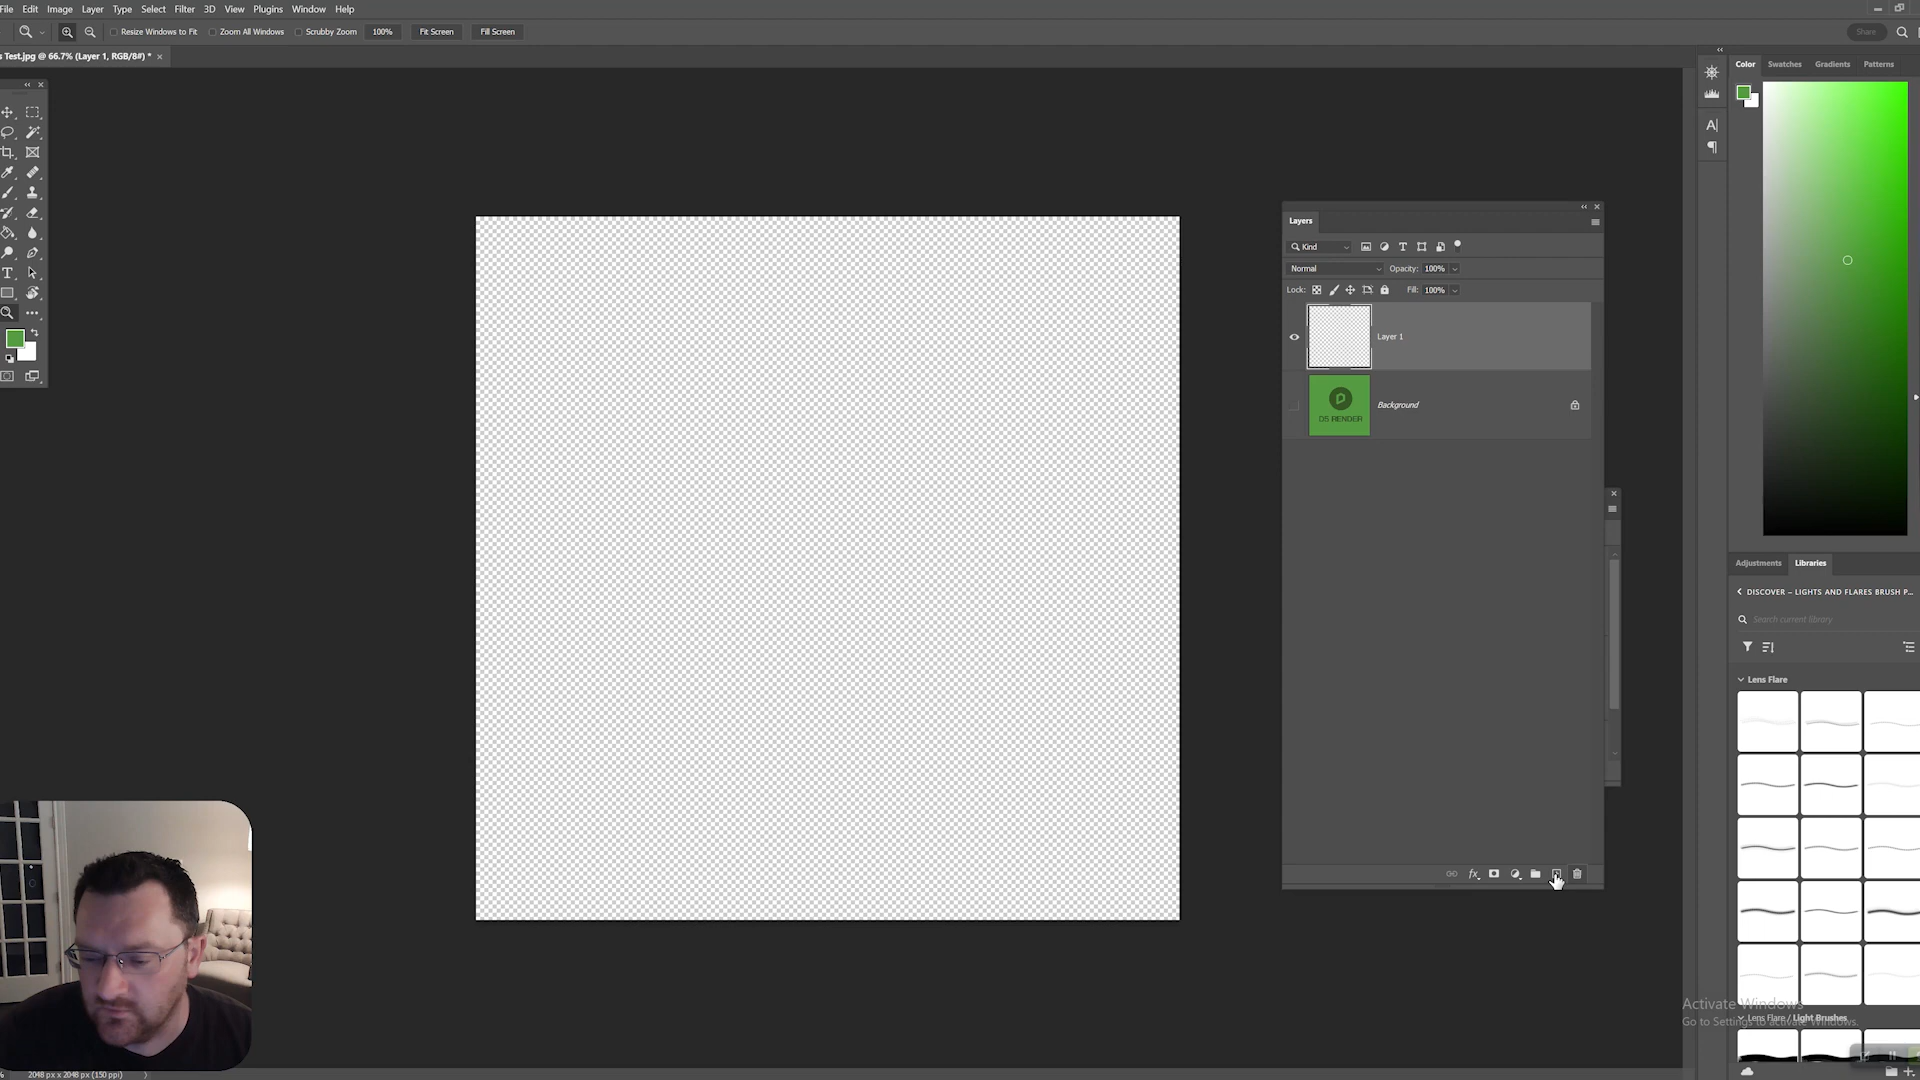 File Edit Image Layer Type Select Filter 3D View Plugins Window Help
Resize Windows to Fit Zoom All Windows Scrubby Zoom 100% Fit Screen Fill Screen Share
s Test.jpg @ 66.7% (Layer 1, RGB/8#) * ×
Color Swatches Gradients Patterns
Layers
Kind
Normal Opacity: 100%
Lock: Fill: 100%
Layer 1
D5 RENDER
Background
Adjustments Libraries
DISCOVER – LIGHTS AND FLARES BRUSH P...
Search current library
Lens Flare
Activate Windows
Lens Flare / Light Brushes
Go to Settings to activate Windows.
% 2048 px x 2048 px (150 ppi)